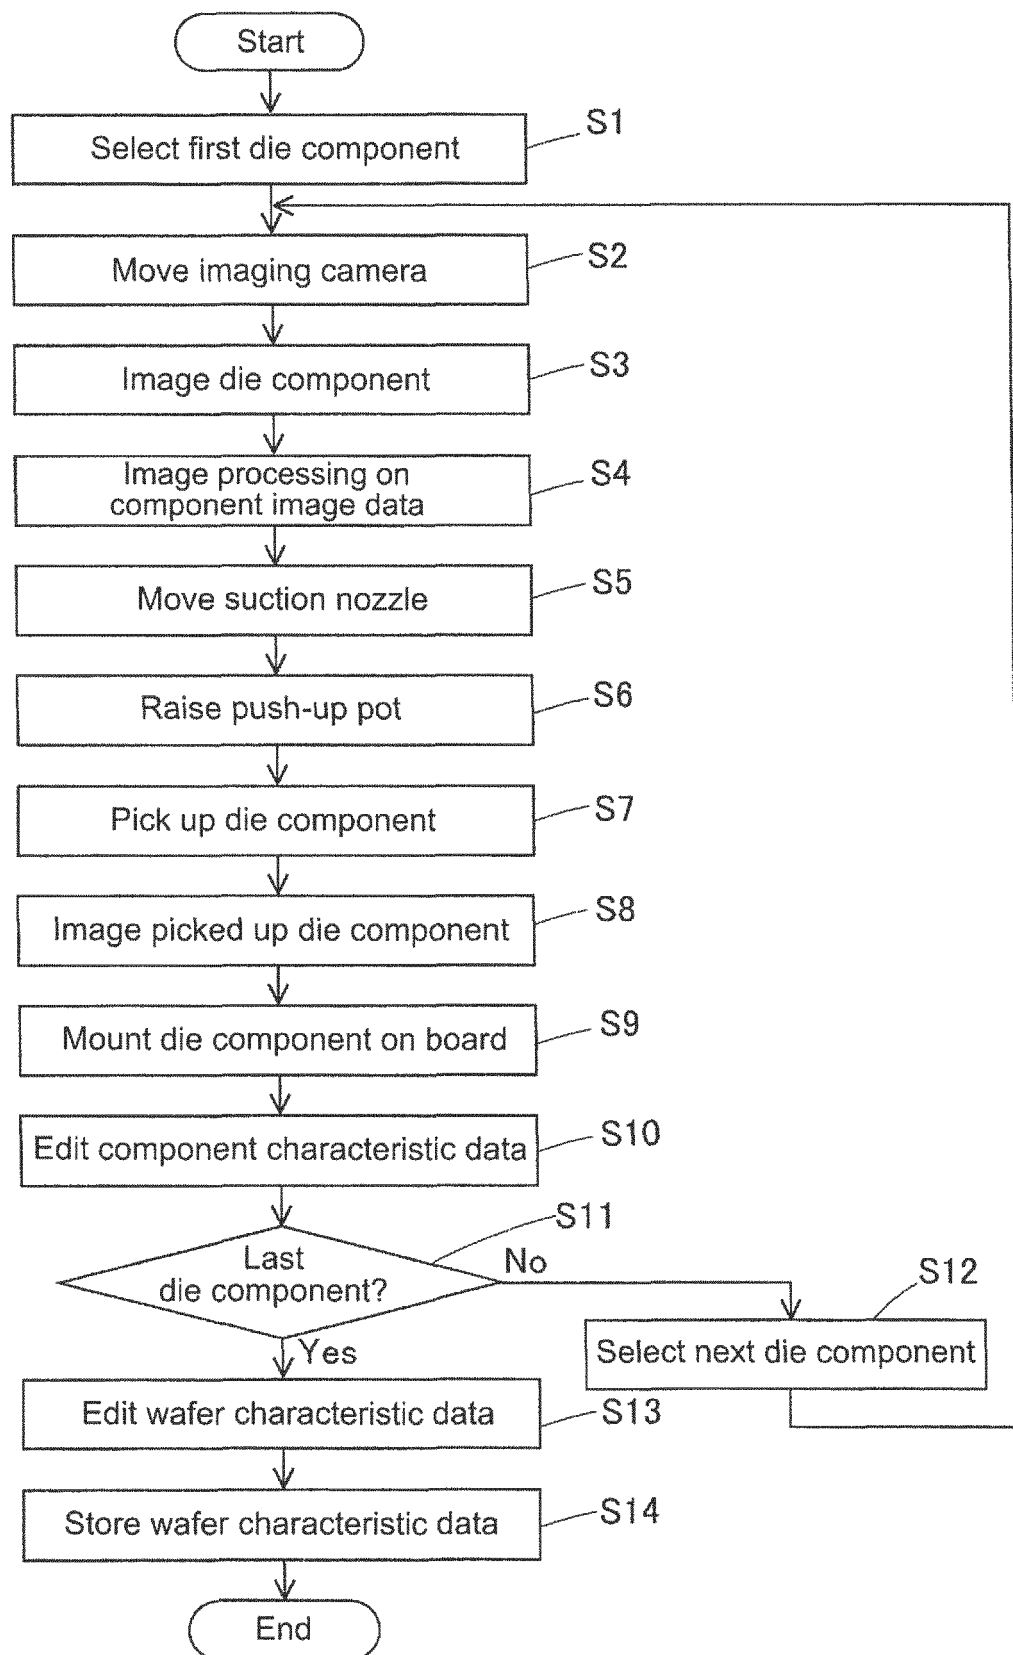 Start
Select first die component
S1
Move imaging camera
S2
Image die component
S3
Image processing on
component image data
S4
Move suction nozzle
S5
Raise push-up pot
S6
Pick up die component
S7
Image picked up die component
S8
Mount die component on board
S9
Edit component characteristic data
S10
Last
die component?
S11
No
Yes
S12
Select next die component
Edit wafer characteristic data
S13
Store wafer characteristic data
S14
End